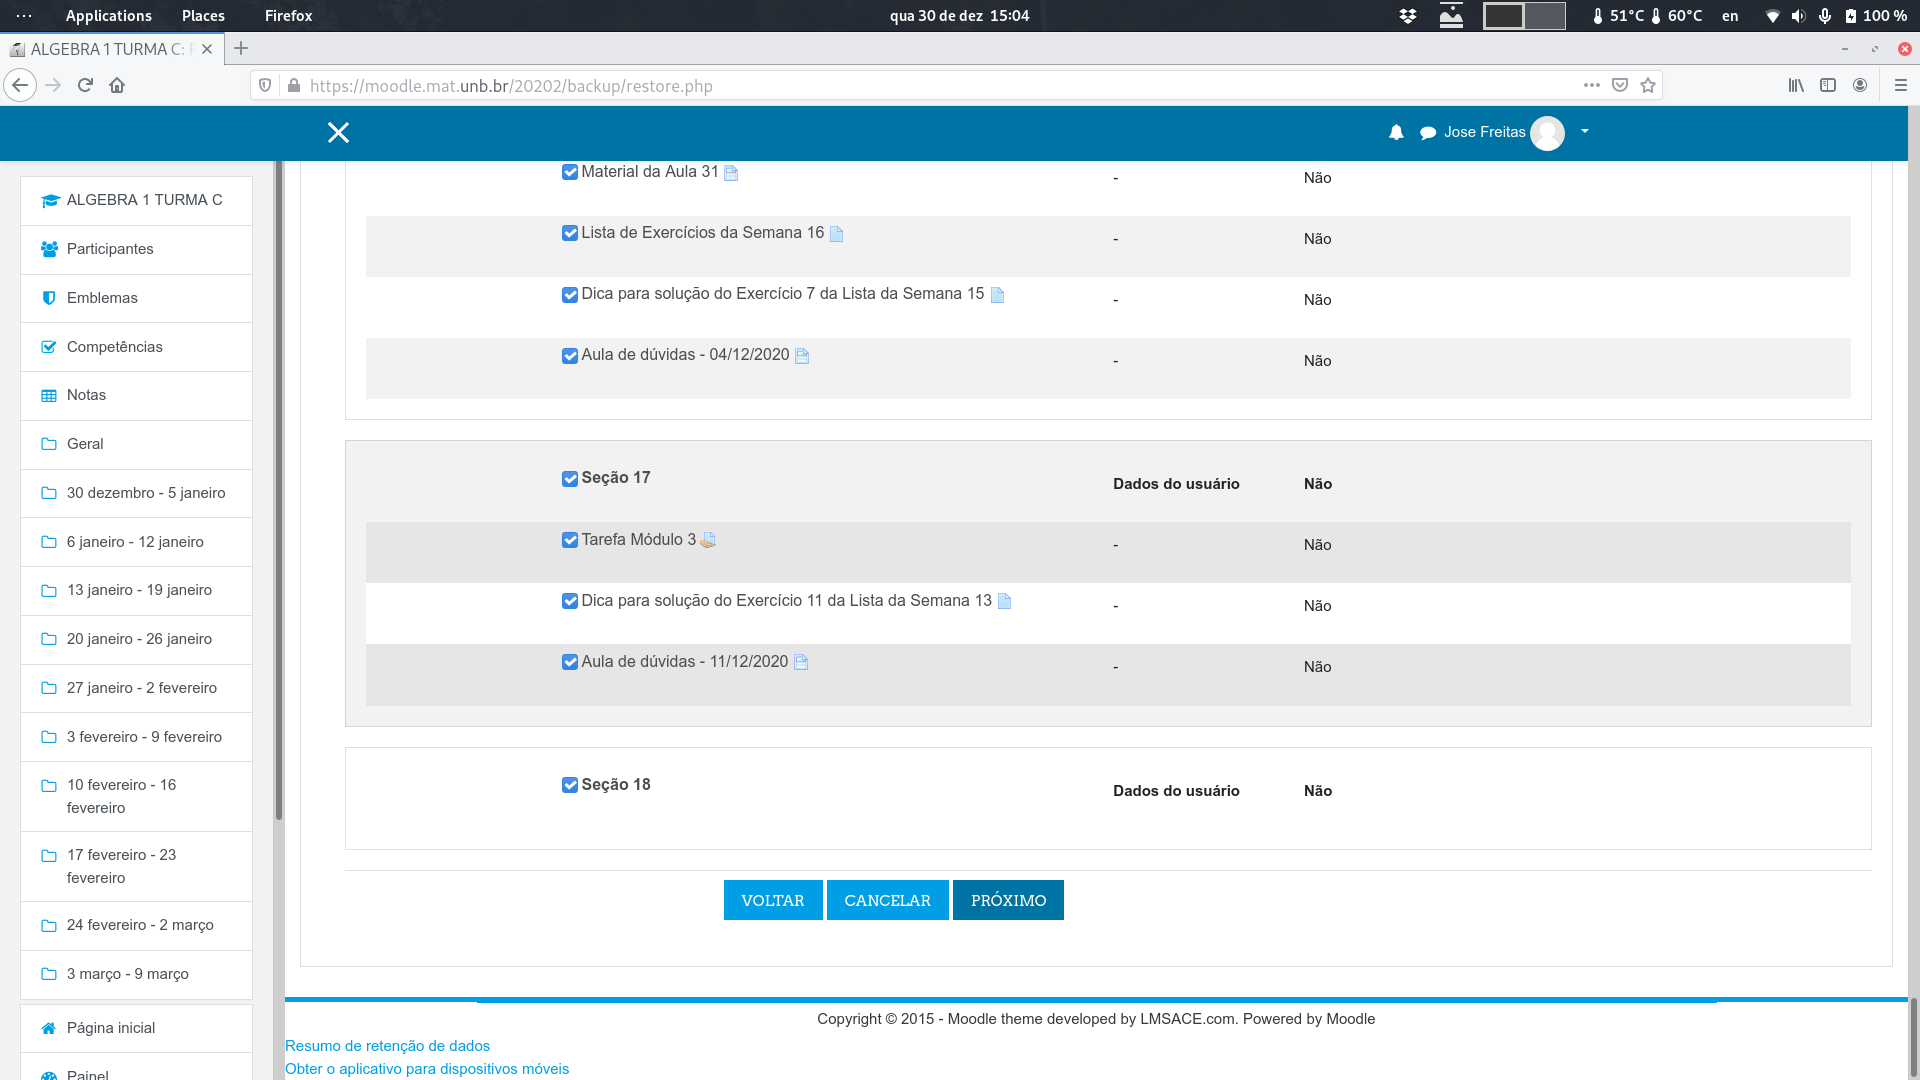 Applications Places Firefox qua 30 de dez 15:04 51°C 60°C en 100 %
ALGEBRA 1 TURMA C:
https://moodle.mat.unb.br/20202/backup/restore.php
Jose Freitas
ALGEBRA 1 TURMA C
Participantes
Emblemas
Competências
Notas
Geral
30 dezembro - 5 janeiro
6 janeiro - 12 janeiro
13 janeiro - 19 janeiro
20 janeiro - 26 janeiro
27 janeiro - 2 fevereiro
3 fevereiro - 9 fevereiro
10 fevereiro - 16
fevereiro
17 fevereiro - 23
fevereiro
24 fevereiro - 2 março
3 março - 9 março
Página inicial
Painel
Material da Aula 31 - Não
Lista de Exercícios da Semana 16 - Não
Dica para solução do Exercício 7 da Lista da Semana 15 - Não
Aula de dúvidas - 04/12/2020 - Não
Seção 17 Dados do usuário Não
Tarefa Módulo 3 - Não
Dica para solução do Exercício 11 da Lista da Semana 13 - Não
Aula de dúvidas - 11/12/2020 - Não
Seção 18 Dados do usuário Não
VOLTAR CANCELAR PRÓXIMO
Copyright © 2015 - Moodle theme developed by LMSACE.com. Powered by Moodle
Resumo de retenção de dados
Obter o aplicativo para dispositivos móveis